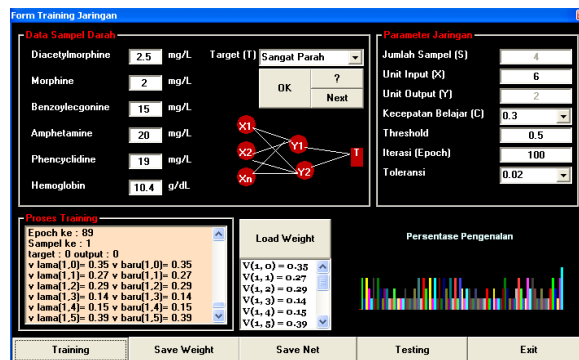 Form Training Jaringan
Data Sampel Darah
Diacetylmorphine 2.5 mg/L
Morphine 2 mg/L
Benzoylecgonine 15 mg/L
Amphetamine 20 mg/L
Phencyclidine 19 mg/L
Hemoglobin 10.4 g/dL
Target (T) Sangat Parah
OK ? Next
X1
X2
Xn
Y1
Y2
T
Parameter Jaringan
Jumlah Sampel (S) 4
Unit Input (X) 6
Unit Output (Y) 2
Kecepatan Belajar (C) 0.3
Threshold 0.5
Iterasi (Epoch) 100
Toleransi 0.02
Proses Training
Epoch ke : 89
Sampel ke : 1
target : 0 output : 0
v lama(1,0)= 0.35 v baru(1,0)= 0.35
v lama(1,1)= 0.27 v baru(1,1)= 0.27
v lama(1,2)= 0.29 v baru(1,2)= 0.29
v lama(1,3)= 0.14 v baru(1,3)= 0.14
v lama(1,4)= 0.15 v baru(1,4)= 0.15
v lama(1,5)= 0.39 v baru(1,5)= 0.39
Load Weight
V(1, 0) = 0.35
V(1, 1) = 0.27
V(1, 2) = 0.29
V(1, 3) = 0.14
V(1, 4) = 0.15
V(1, 5) = 0.39
Persentase Pengenalan
Training Save Weight Save Net Testing Exit